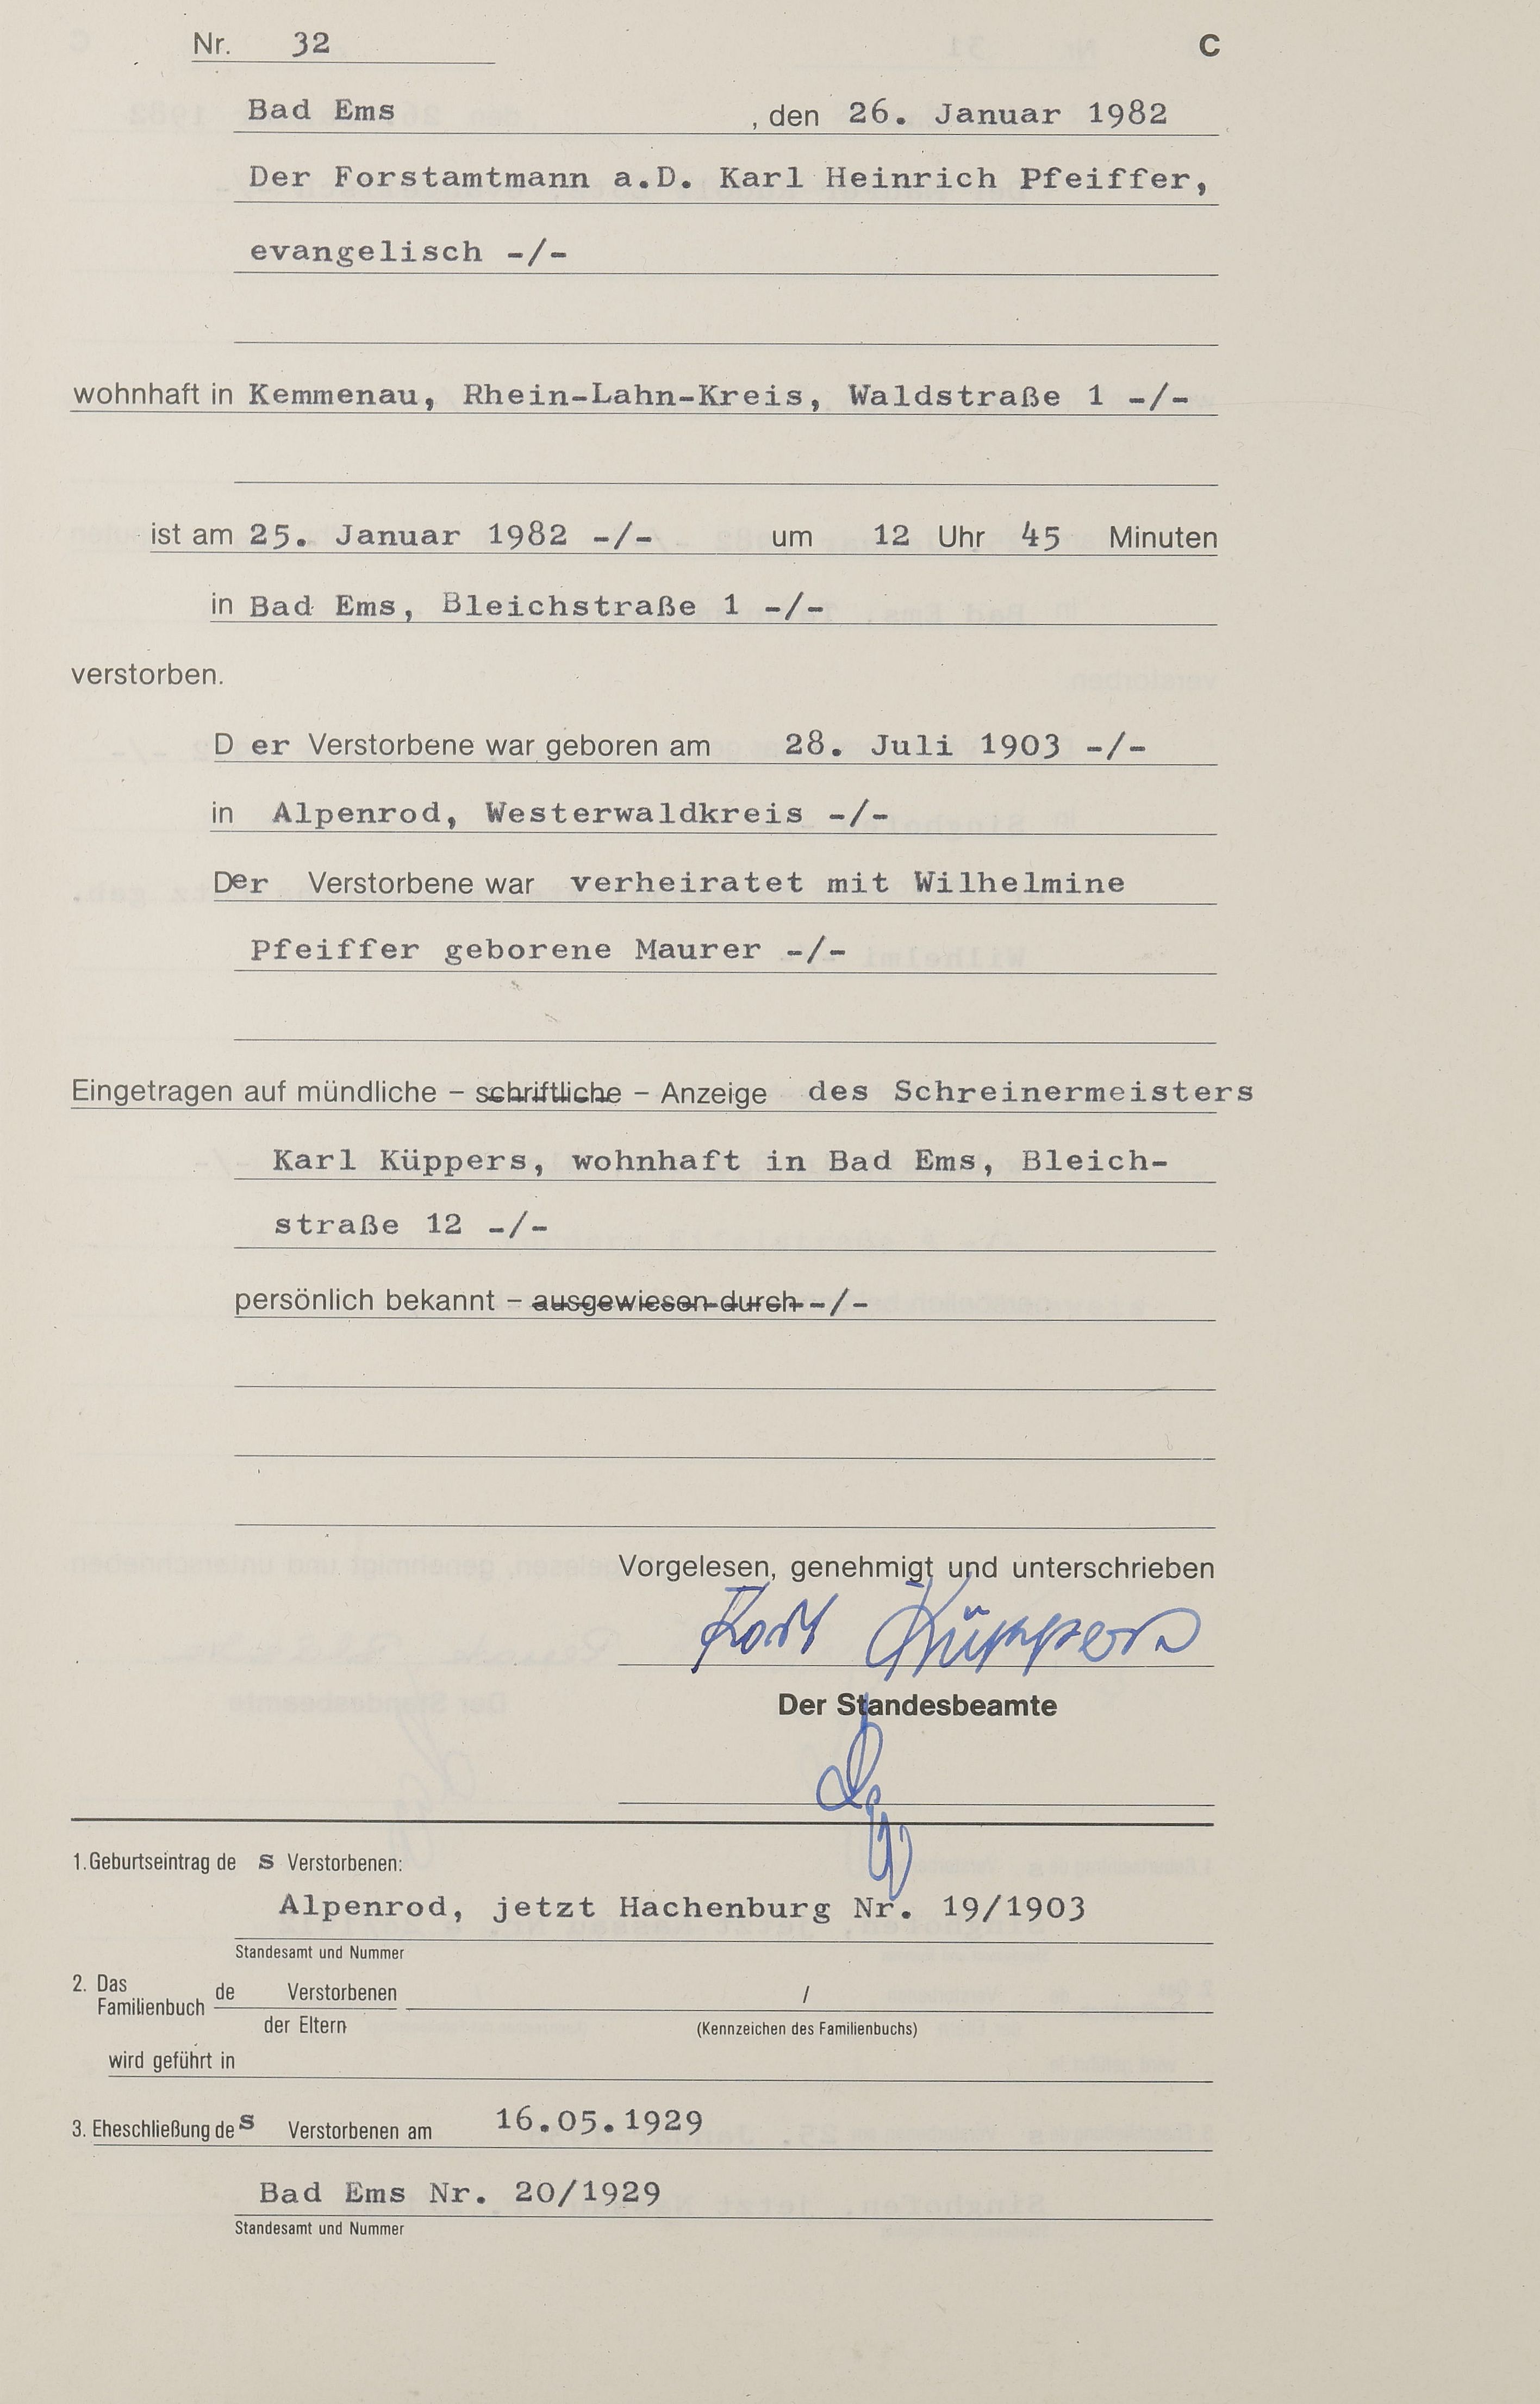 Nr. 32 C
Bad Ems , den 26. Januar 1982
Der Forstamtmann a.D. Karl Heinrich Pfeiffer,
evangelisch -/-
wohnhaft in Kemmenau, Rhein-Lahn-Kreis, Waldstraße 1 -/-
ist am 25. Januar 1982 -/- um 12 Uhr 45 Minuten
in Bad Ems, Bleichstraße 1 -/-
verstorben.
D er Verstorbene war geboren am 28. Juli 1903 -/-
in Alpenrod, Westerwaldkreis -/-
Der Verstorbene war verheiratet mit Wilhelmine
Pfeiffer geborene Maurer -/-
Eingetragen auf mündliche – schriftliche – Anzeige des Schreinermeisters
Karl Küppers, wohnhaft in Bad Ems, Bleich-
straße 12 -/-
persönlich bekannt – ausgewiesen durch -/-
Vorgelesen, genehmigt und unterschrieben
Karl Küppers
Der Standesbeamte
1. Geburtseintrag de s Verstorbenen:
Alpenrod, jetzt Hachenburg Nr. 19/1903
Standesamt und Nummer
2. Das Familienbuch de Verstorbenen /
der Eltern (Kennzeichen des Familienbuchs)
wird geführt in
3. Eheschließung des Verstorbenen am 16.05.1929
Bad Ems Nr. 20/1929
Standesamt und Nummer